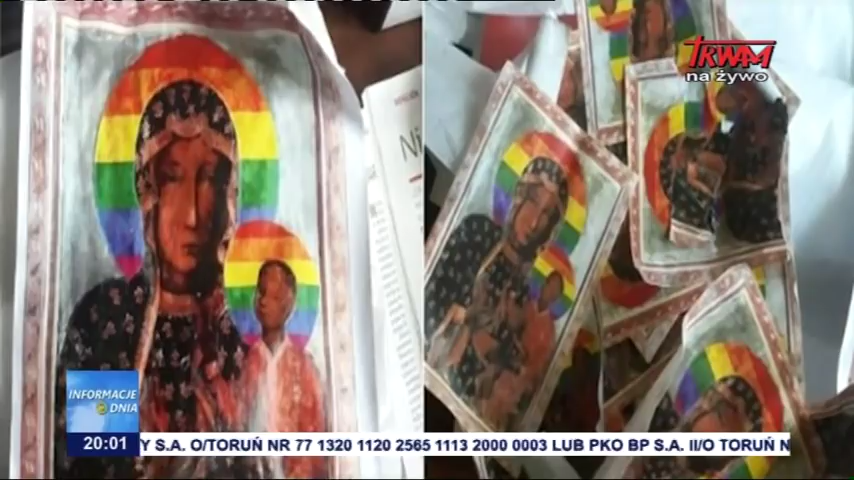 TRWAM
na żywo
Ni
INFORMACJE
DNIA
20:01
Y S.A. O/TORUŃ NR 77 1320 1120 2565 1113 2000 0003 LUB PKO BP S.A. II/O TORUŃ N